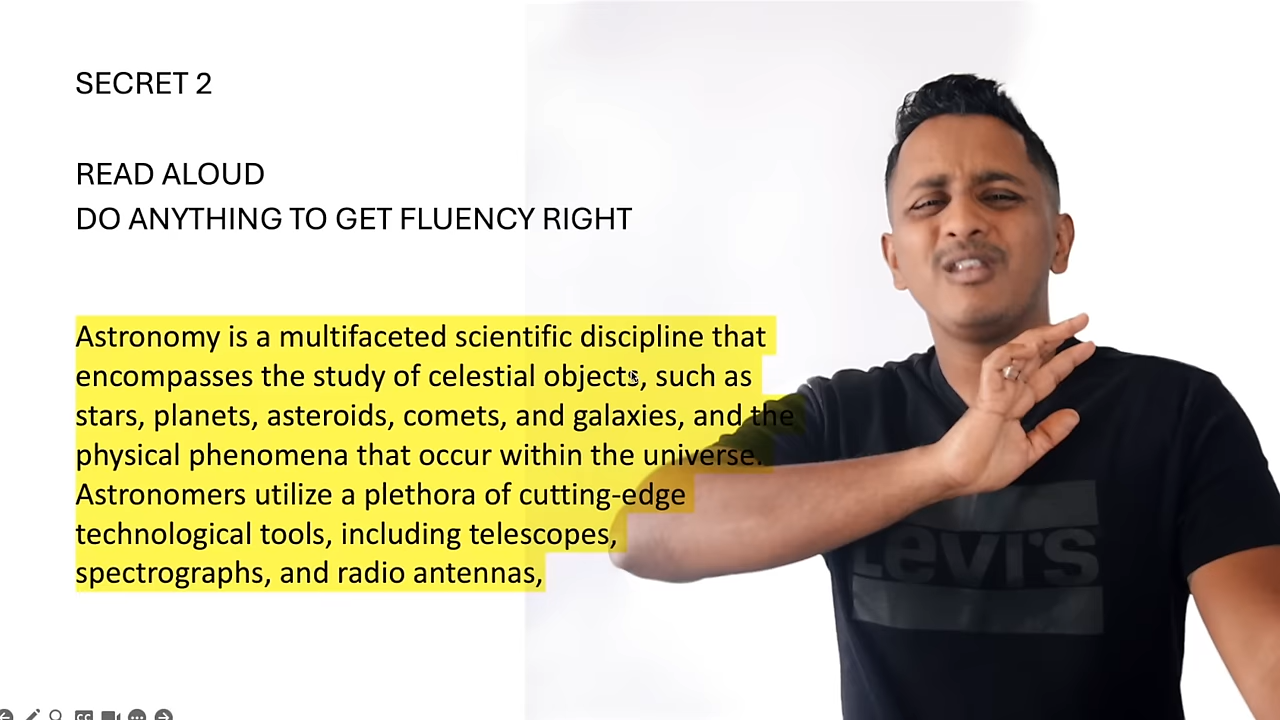 SECRET 2
READ ALOUD
DO ANYTHING TO GET FLUENCY RIGHT
Astronomy is a multifaceted scientific discipline that
encompasses the study of celestial objects, such as
stars, planets, asteroids, comets, and galaxies, and the
physical phenomena that occur within the universe.
Astronomers utilize a plethora of cutting-edge
technological tools, including telescopes,
spectrographs, and radio antennas,
Levi's
CC